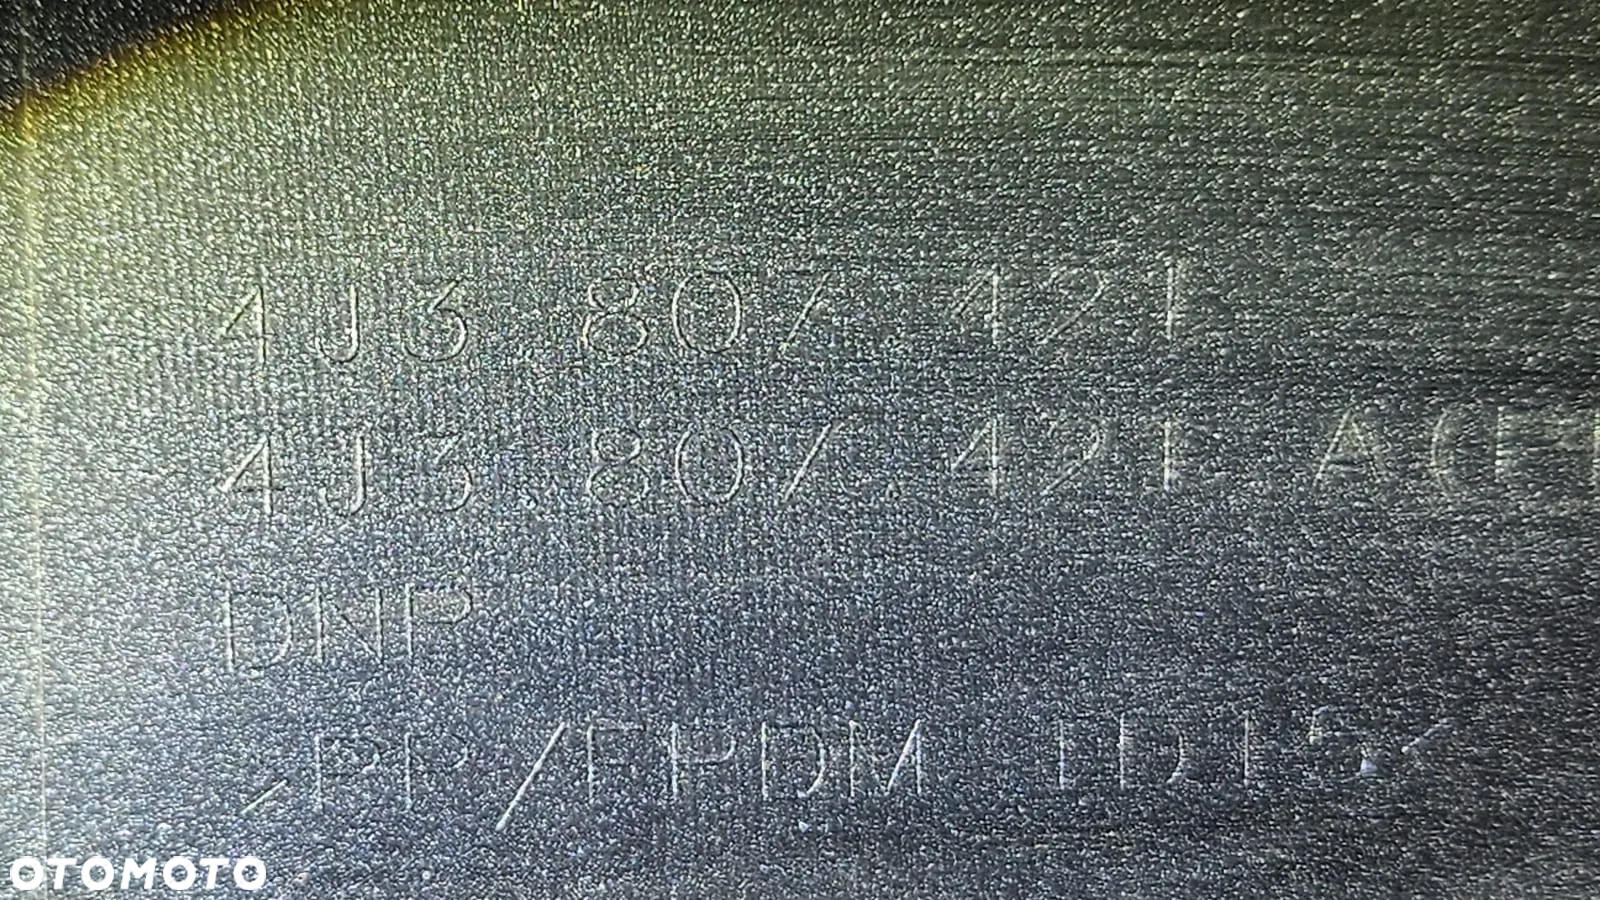 4J3.807.421
4J3.807.421 A(
DNP
>PP/EPDM TD15<
OTOMOTO